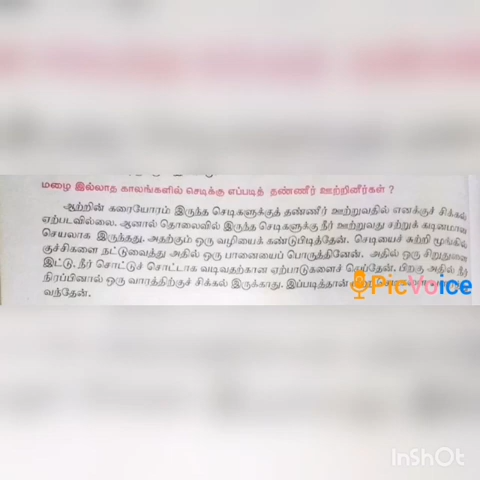 மழை இல்லாத காலங்களில் செடிக்கு எப்படித் தண்ணீர் ஊற்றினீர்கள் ?
ஆற்றின் கரையோரம் இருந்த செடிகளுக்குத் தண்ணீர் ஊற்றுவதில் எனக்குச் சிக்கல்
ஏற்படவில்லை. ஆனால் தொலைவில் இருந்த செடிகளுக்கு நீர் ஊற்றுவது சற்றுக் கடினமான
செயலாக இருந்தது. அதற்கும் ஒரு வழியைக் கண்டுபிடித்தேன். செடியைச் சுற்றி மூங்கில்
குச்சிகளை நட்டுவைத்து அதில் ஒரு பானையைப் பொருத்தினேன். அதில் ஒரு சிறுதுளை
இட்டு, நீர் சொட்டுச் சொட்டாக வடிவதற்கான ஏற்பாடுகளைச் செய்தேன். பிறகு அதில் நீர்
நிரப்பினால் ஒரு வாரத்திற்குச் சிக்கல் இருக்காது. இப்படித்தான்
வந்தேன்.
PicVoice
InShOt